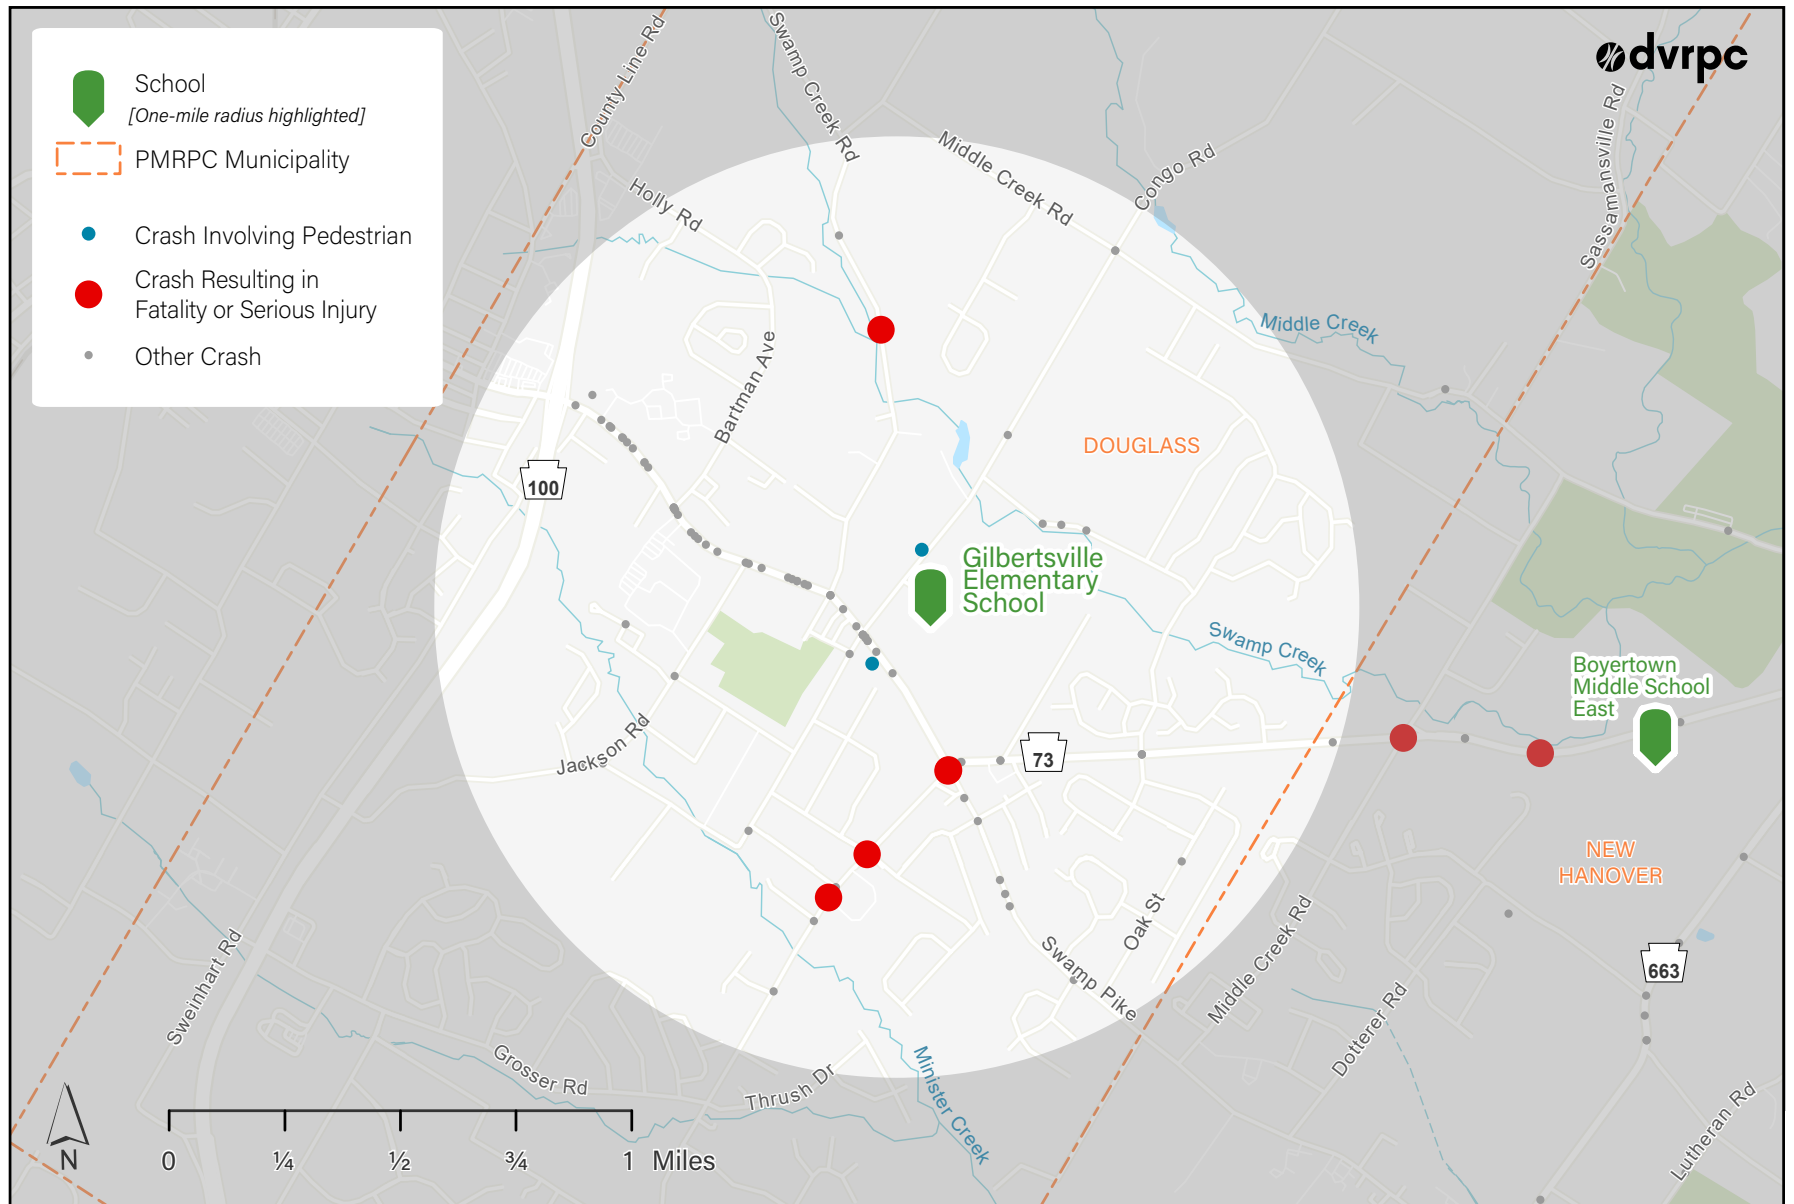 School
[One-mile radius highlighted]
PMRPC Municipality
Crash Involving Pedestrian
Crash Resulting in
Fatality or Serious Injury
Other Crash
dvrpc
County Line Rd
Swamp Creek Rd
Middle Creek Rd
Congo Rd
Sassamansville Rd
Holly Rd
Middle Creek
Bartman Ave
DOUGLASS
100
Gilbertsville
Elementary
School
Swamp Creek
Boyertown
Middle School
East
Jackson Rd
73
NEW
HANOVER
Oak St
Middle Creek Rd
Swamp Pike
663
Sweinhart Rd
Dotterer Rd
Grosser Rd
Thrush Dr
Minister Creek
Lutheran Rd
N
0 ¼ ½ ¾ 1 Miles